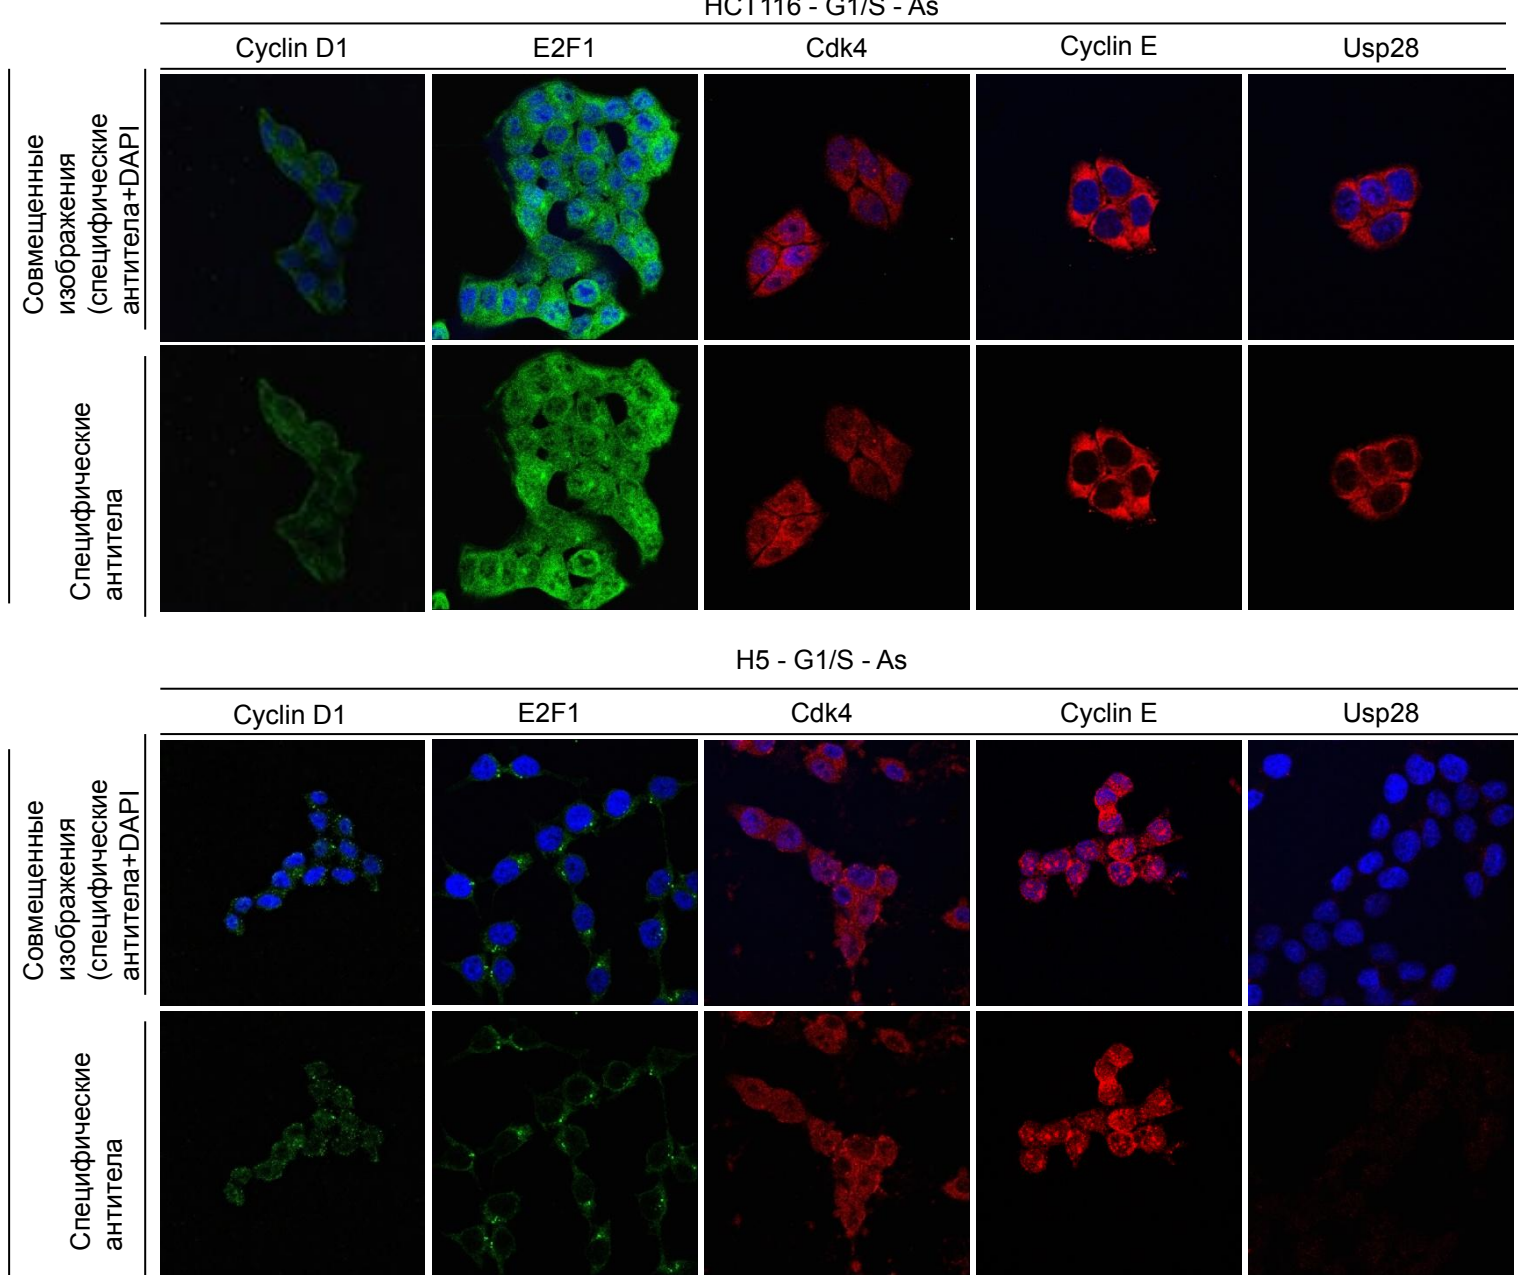 HCT116 - G1/S - As
Cyclin D1
E2F1
Cdk4
Cyclin E
Usp28
Совмещенные
изображения
(специфические
антитела+DAPI
Специфические
антитела
H5 - G1/S - As
Cyclin D1
E2F1
Cdk4
Cyclin E
Usp28
Совмещенные
изображения
(специфические
антитела+DAPI
Специфические
антитела